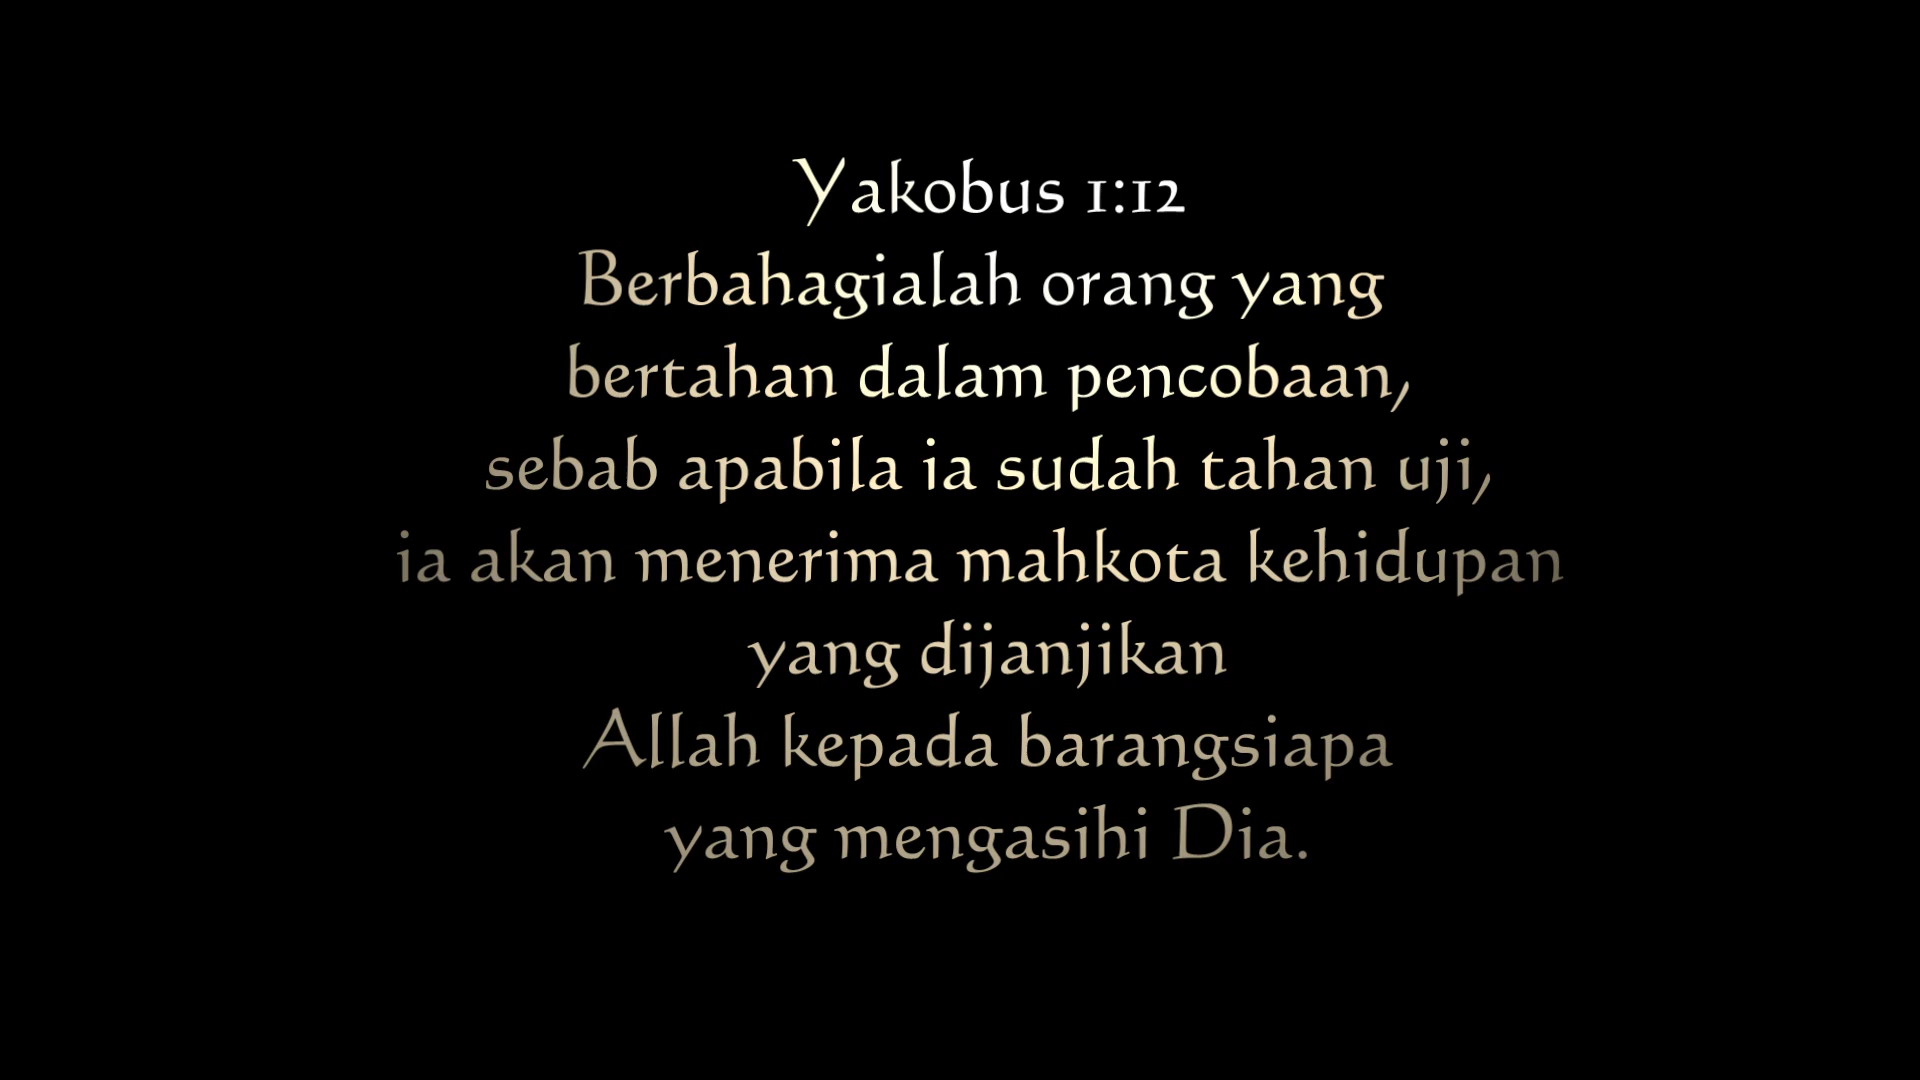 Yakobus 1:12
Berbahagialah orang yang
bertahan dalam pencobaan,
sebab apabila ia sudah tahan uji,
ia akan menerima mahkota kehidupan
yang dijanjikan
Allah kepada barangsiapa
yang mengasihi Dia.